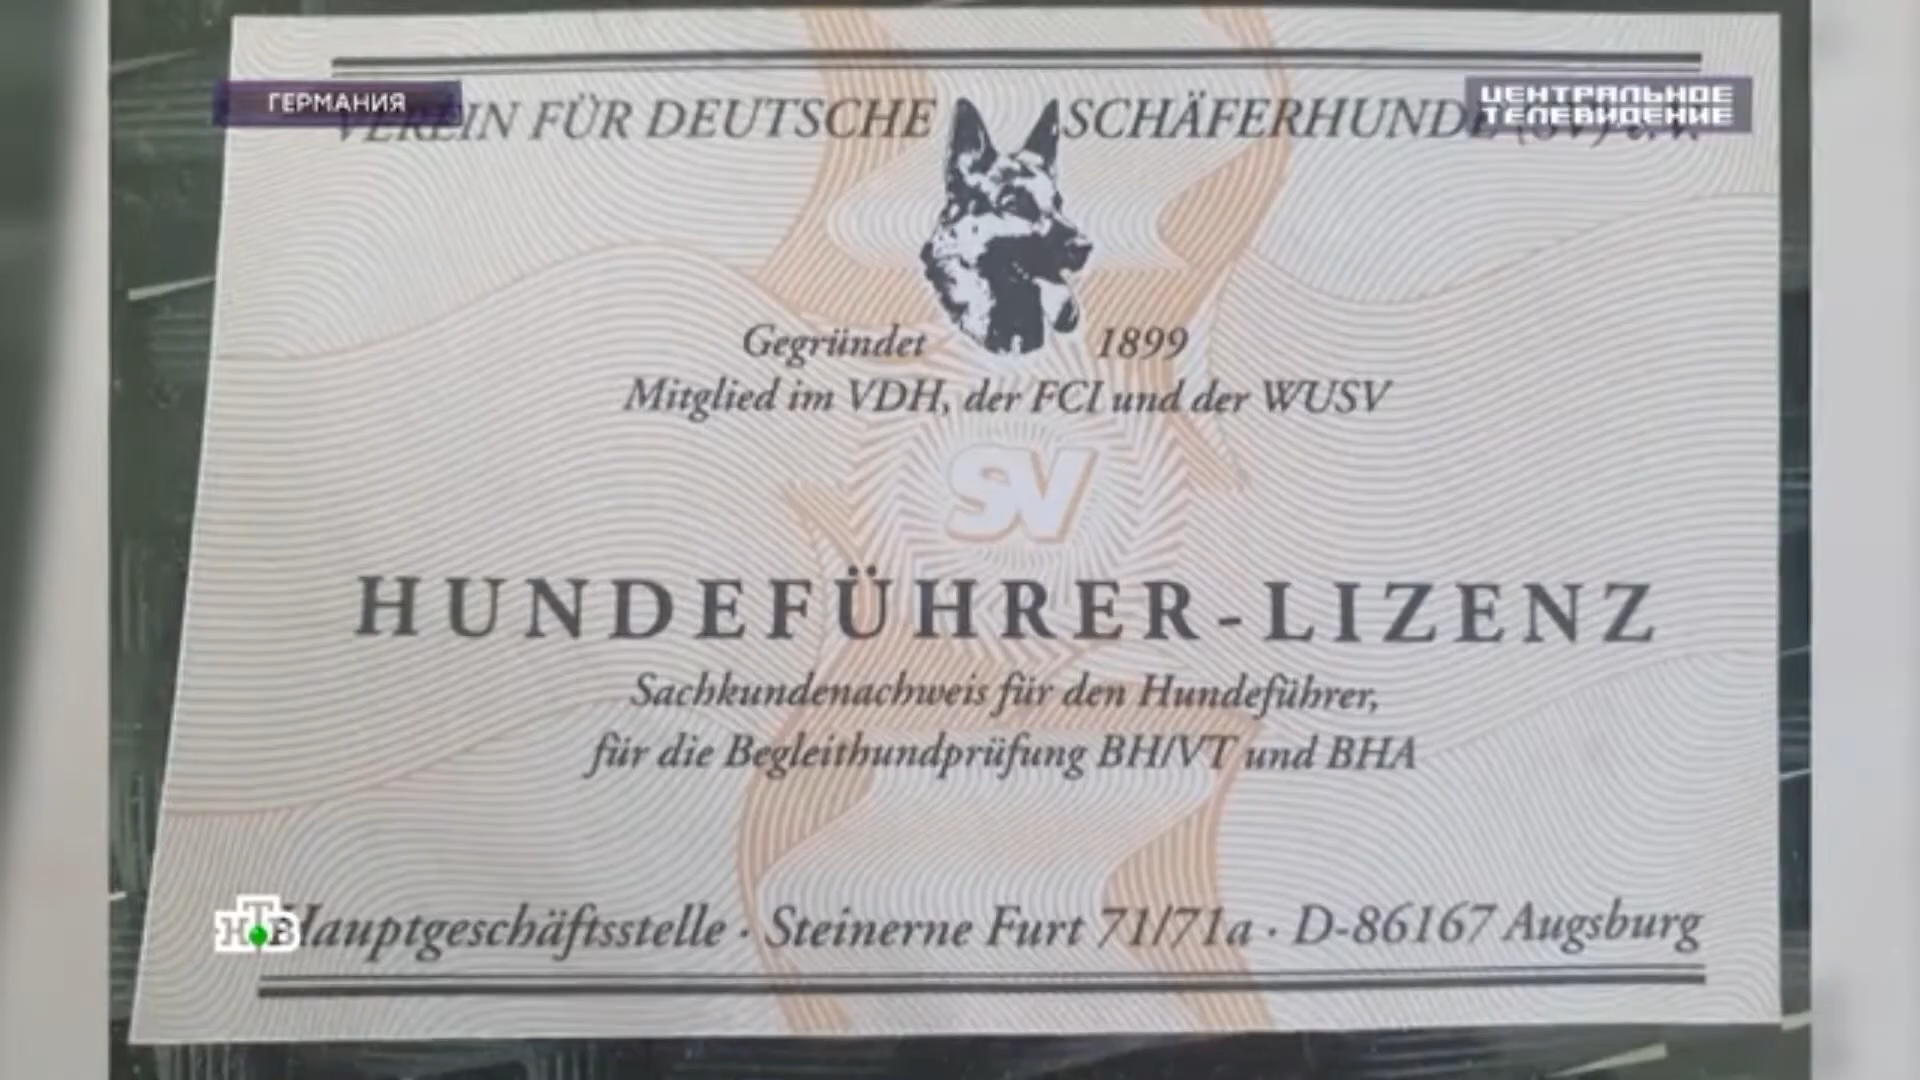 ГЕРМАНИЯ
ЦЕНТРАЛЬНОЕ
ТЕЛЕВИДЕНИЕ
VEREIN FÜR DEUTSCHE SCHÄFERHUNDE (SV) e. V.
Gegründet 1899
Mitglied im VDH, der FCI und der WUSV
SV
HUNDEFÜHRER-LIZENZ
Sachkundenachweis für den Hundeführer,
für die Begleithundprüfung BH/VT und BHA
НТВ
Hauptgeschäftsstelle · Steinerne Furt 71/71a · D-86167 Augsburg